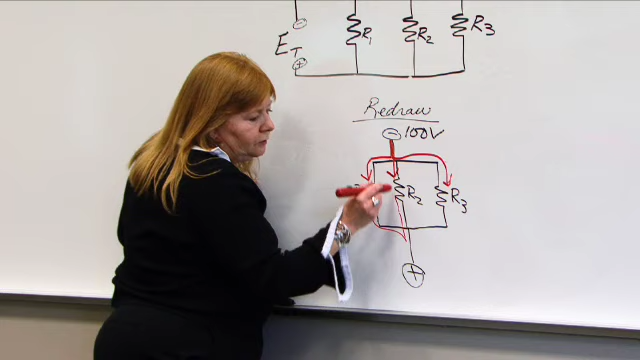 −
E_T R₁ R₂ R₃
+
Redraw
− 100V
R₂ R₃
+